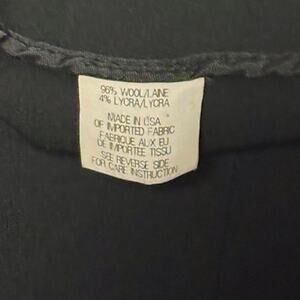 96% WOOL/LAINE
4% LYCRA/LYCRA
MADE IN USA
OF IMPORTED FABRIC
FABRIQUE AUX EU
DE IMPORTEE TISSU
SEE REVERSE SIDE
FOR CARE INSTRUCTION